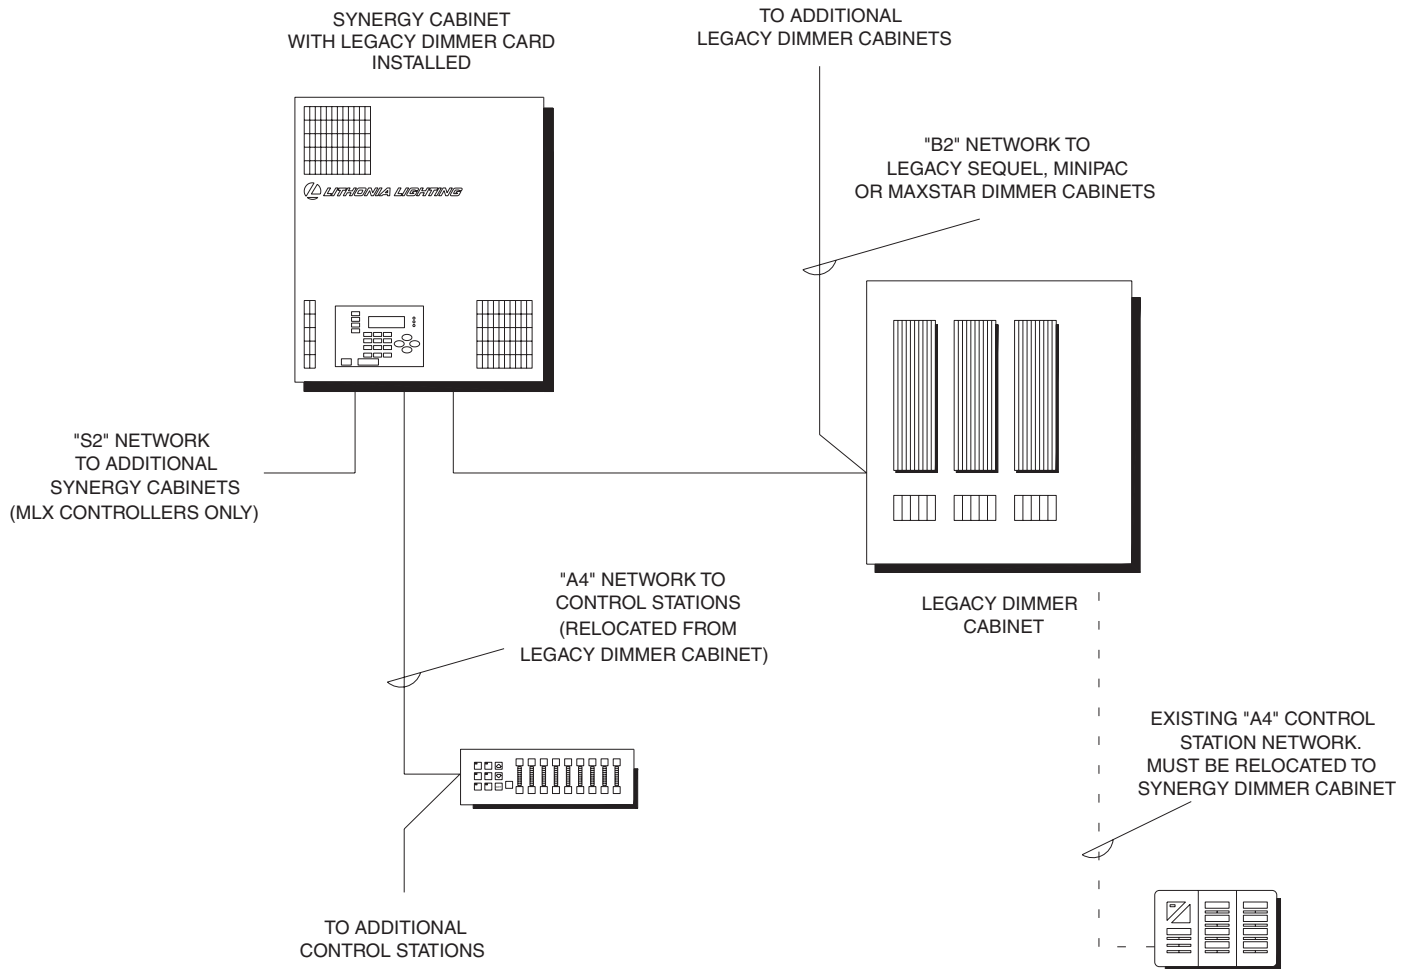 SYNERGY CABINET
WITH LEGACY DIMMER CARD
INSTALLED
TO ADDITIONAL
LEGACY DIMMER CABINETS
"B2" NETWORK TO
LEGACY SEQUEL, MINIPAC
OR MAXSTAR DIMMER CABINETS
LITHONIA LIGHTING
"S2" NETWORK
TO ADDITIONAL
SYNERGY CABINETS
(MLX CONTROLLERS ONLY)
"A4" NETWORK TO
CONTROL STATIONS
(RELOCATED FROM
LEGACY DIMMER CABINET)
LEGACY DIMMER
CABINET
EXISTING "A4" CONTROL
STATION NETWORK.
MUST BE RELOCATED TO
SYNERGY DIMMER CABINET
TO ADDITIONAL
CONTROL STATIONS